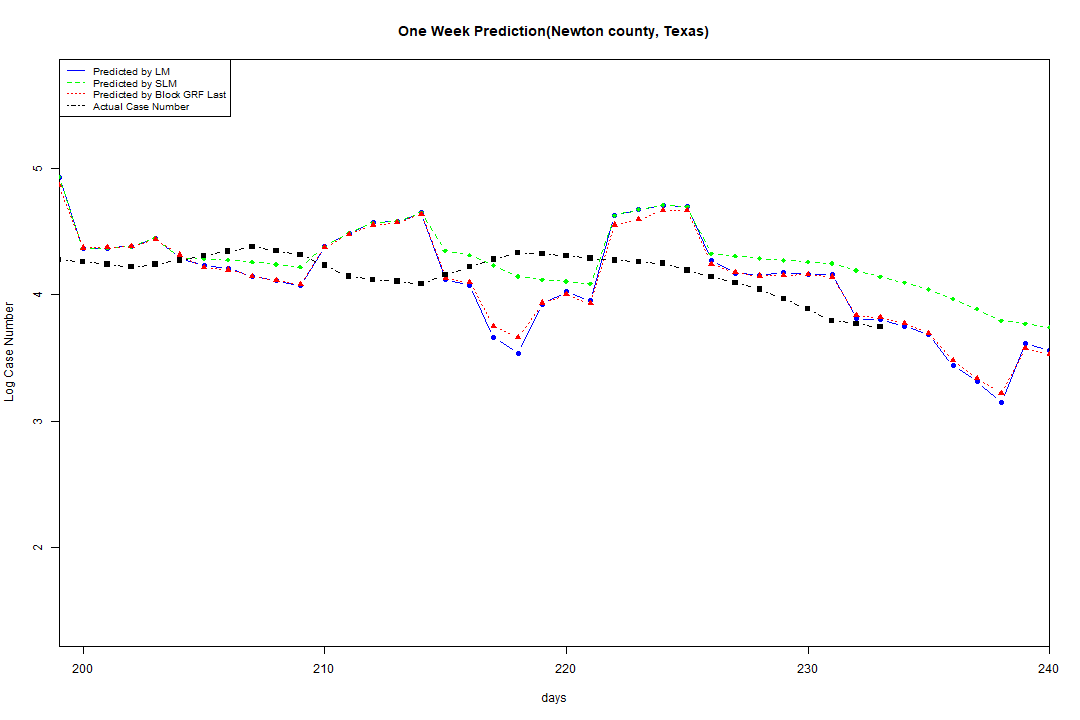 One Week Prediction(Newton county, Texas)
Predicted by LM
Predicted by SLM
Predicted by Block GRF Last
Actual Case Number
5
4
3
2
Log Case Number
200 210 220 230 240
days